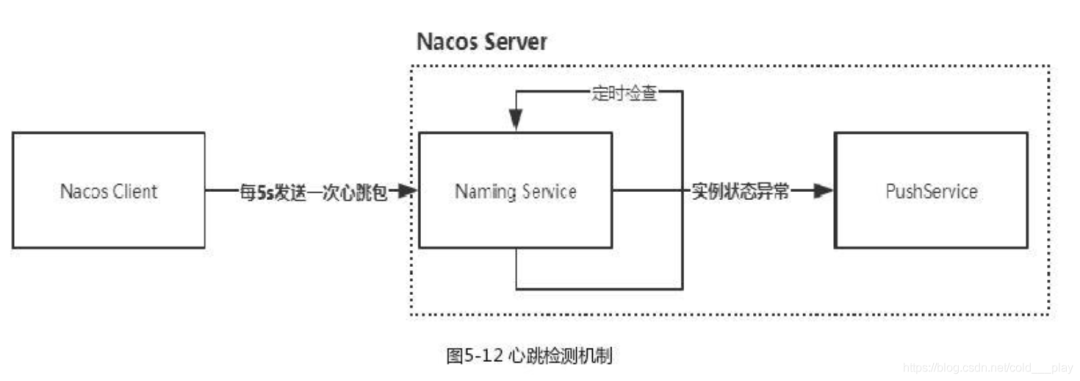 Nacos Server
定时检查
Nacos Client
每5s发送一次心跳包
Naming Service
实例状态异常
PushService
图5-12 心跳检测机制
https://blog.csdn.net/cold___play